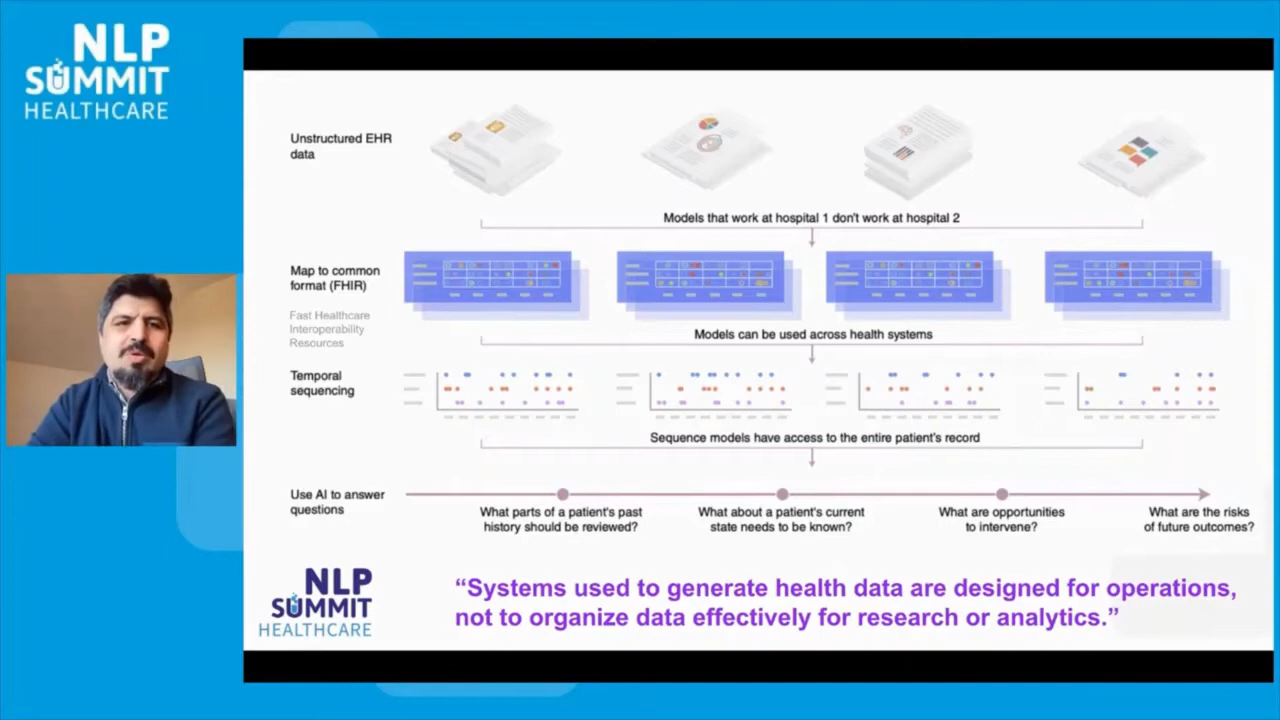 NLP
SUMMIT
HEALTHCARE
Unstructured EHR
data
Models that work at hospital 1 don't work at hospital 2
Map to common
format (FHIR)
Fast Healthcare
Interoperability
Resources
Models can be used across health systems
Temporal
sequencing
Sequence models have access to the entire patient's record
Use AI to answer
questions
What parts of a patient's past
history should be reviewed?
What about a patient's current
state needs to be known?
What are opportunities
to intervene?
What are the risks
of future outcomes?
NLP
SUMMIT
HEALTHCARE
“Systems used to generate health data are designed for operations,
not to organize data effectively for research or analytics.”